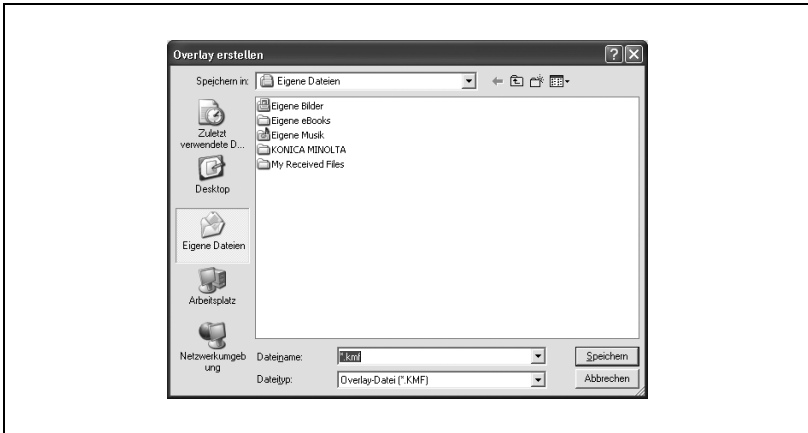 Overlay erstellen
Speichern in: Eigene Dateien
Zuletzt
verwendete D...
Desktop
Eigene Dateien
Arbeitsplatz
Netzwerkumgeb
ung
Eigene Bilder
Eigene eBooks
Eigene Musik
KONICA MINOLTA
My Received Files
Dateiname: *.kmf Speichern
Dateityp: Overlay-Datei (*.KMF) Abbrechen